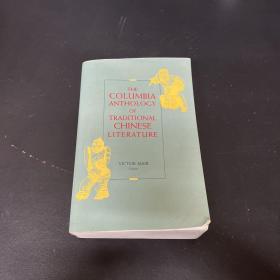 THE
COLUMBIA
ANTHOLOGY
OF
TRADITIONAL
CHINESE
LITERATURE
VICTOR MAIR